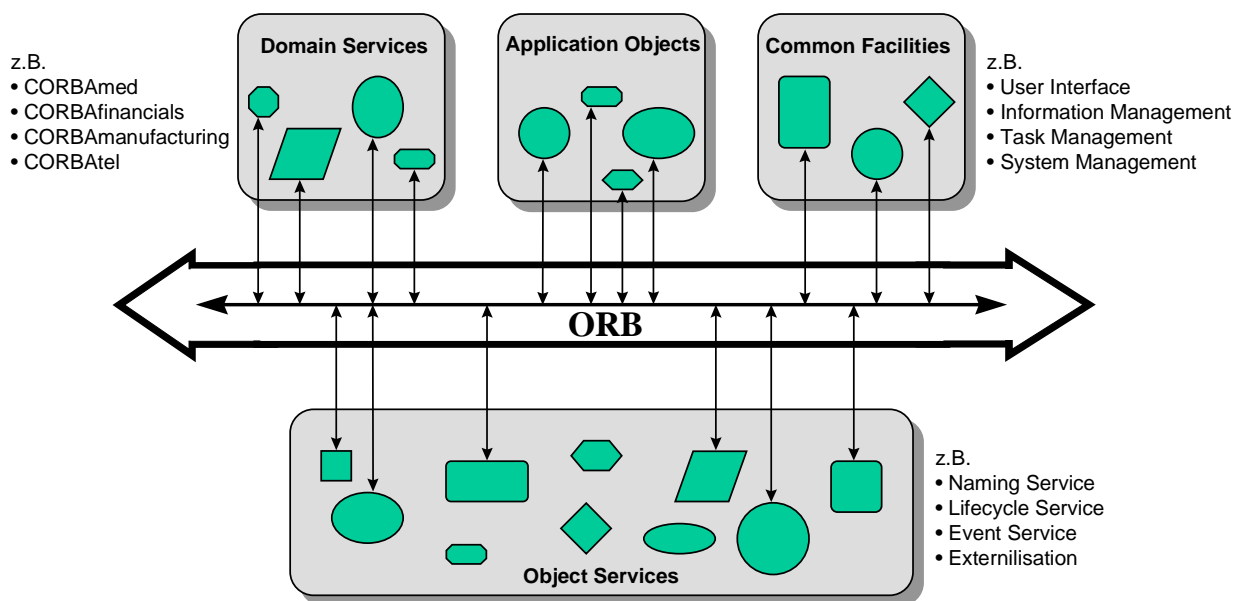 Domain Services
Application Objects
Common Facilities
z.B.
• CORBAmed
• CORBAfinancials
• CORBAmanufacturing
• CORBAtel
z.B.
• User Interface
• Information Management
• Task Management
• System Management
ORB
z.B.
• Naming Service
• Lifecycle Service
• Event Service
• Externilisation
Object Services